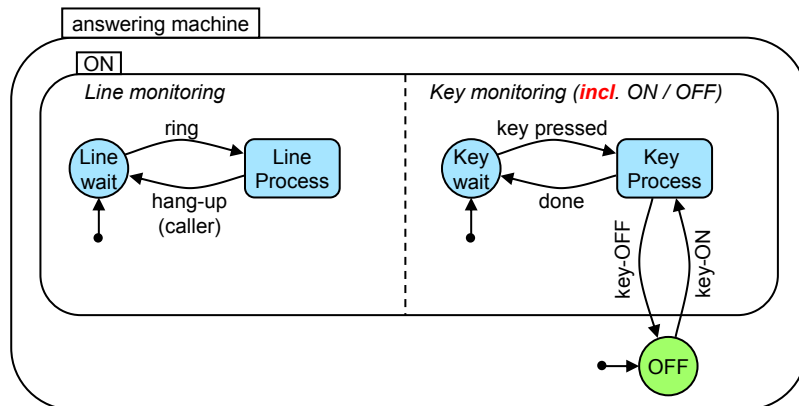 answering machine
ON
Line monitoring
Key monitoring (incl. ON / OFF)
ring
Line
wait
Line
Process
hang-up
(caller)
key pressed
Key
wait
Key
Process
done
key-OFF
key-ON
OFF